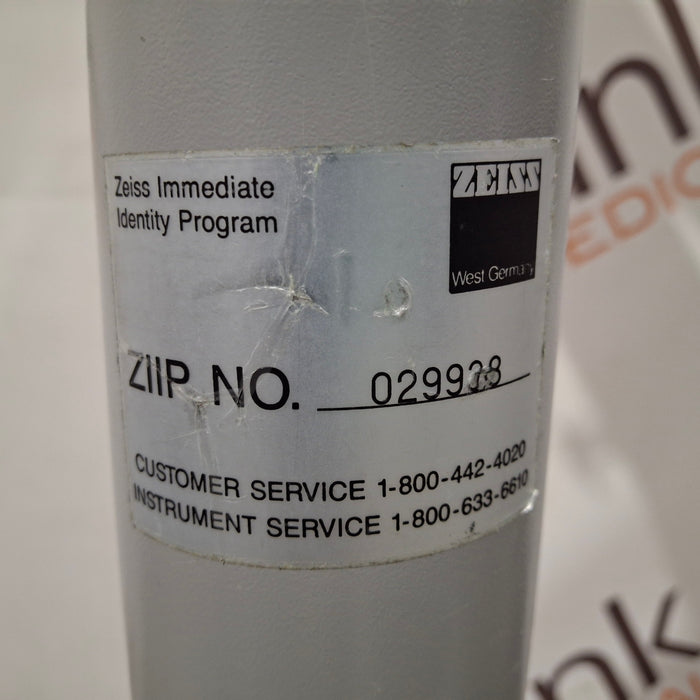 Zeiss Immediate
Identity Program
ZEISS
West Germany
ZIIP NO. 029938
CUSTOMER SERVICE 1-800-442-4020
INSTRUMENT SERVICE 1-800-633-6610